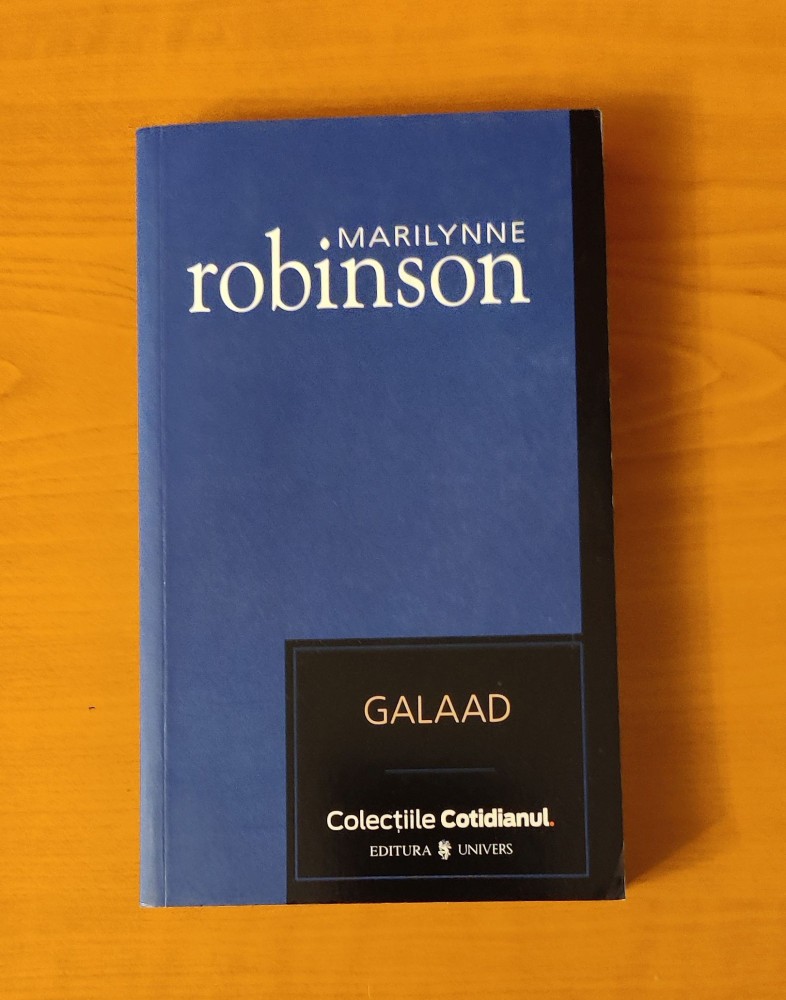 MARILYNNE
robinson
GALAAD
Colecțiile Cotidianul.
EDITURA UNIVERS